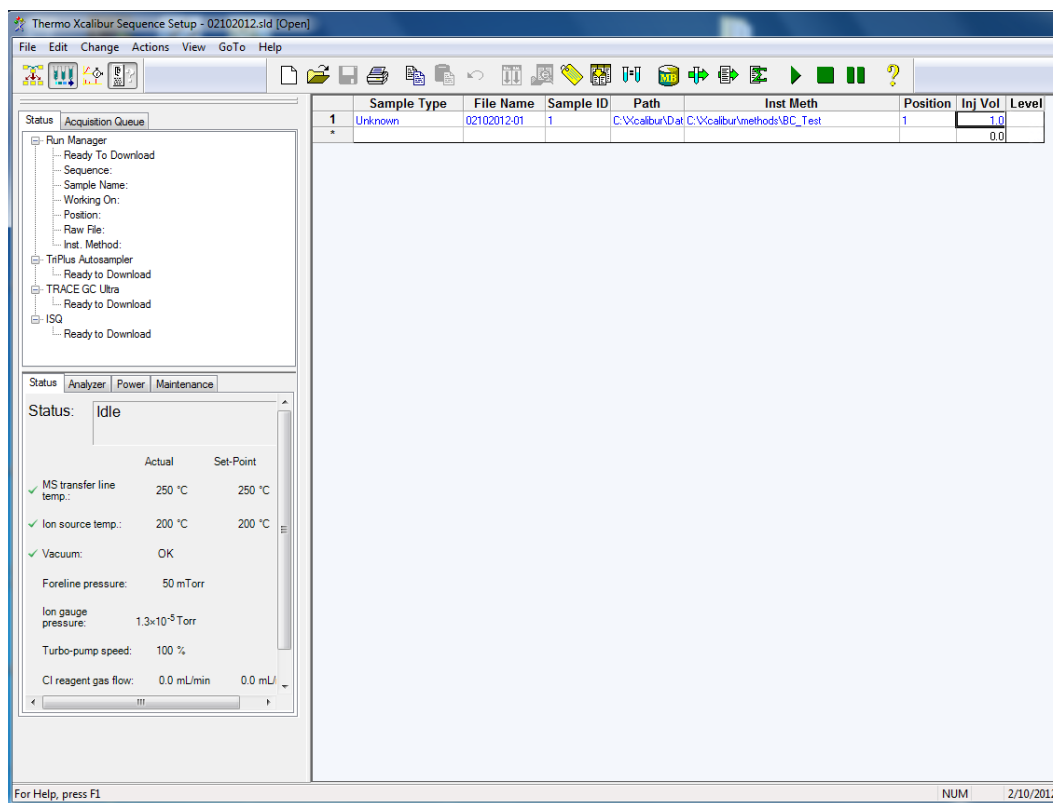 Thermo Xcalibur Sequence Setup - 02102012.sld [Open]
File Edit Change Actions View GoTo Help
MB
Sample Type File Name Sample ID Path Inst Meth Position Inj Vol Level
1 Unknown 02102012-01 1 C:\Xcalibur\Dat C:\Xcalibur\methods\BC_Test 1 1.0
* 0.0
Status Acquisition Queue
Run Manager
Ready To Download
Sequence:
Sample Name:
Working On:
Position:
Raw File:
Inst. Method:
TriPlus Autosampler
Ready to Download
TRACE GC Ultra
Ready to Download
ISQ
Ready to Download
Status Analyzer Power Maintenance
Status: Idle
Actual Set-Point
MS transfer line temp.: 250 °C 250 °C
Ion source temp.: 200 °C 200 °C
Vacuum: OK
Foreline pressure: 50 mTorr
Ion gauge pressure: 1.3×10⁻⁵ Torr
Turbo-pump speed: 100 %
CI reagent gas flow: 0.0 mL/min 0.0 mL/
For Help, press F1 NUM 2/10/2012